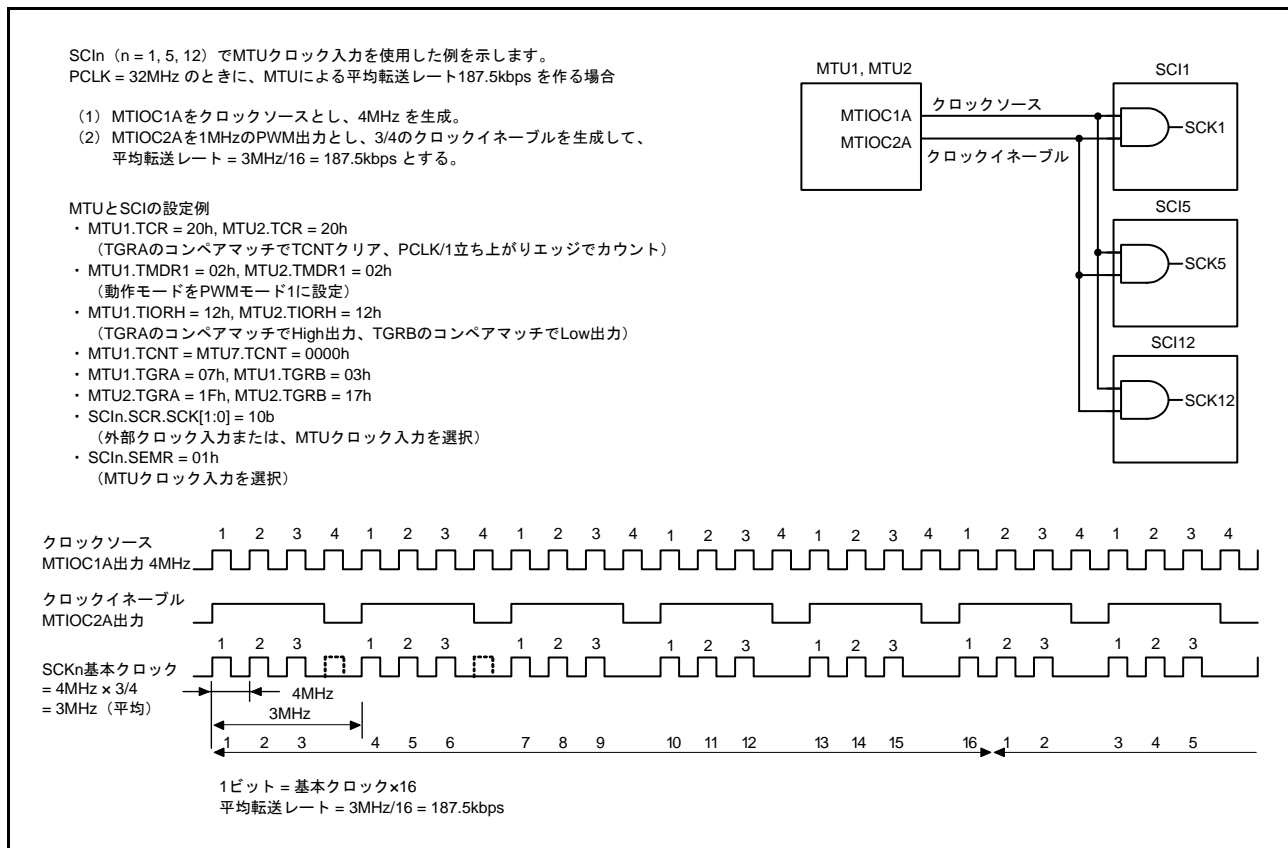 SCIn（n = 1, 5, 12）でMTUクロック入力を使用した例を示します。
PCLK = 32MHz のときに、MTUによる平均転送レート187.5kbps を作る場合
（1） MTIOC1Aをクロックソースとし、4MHz を生成。
（2） MTIOC2Aを1MHzのPWM出力とし、3/4のクロックイネーブルを生成して、
平均転送レート = 3MHz/16 = 187.5kbps とする。
MTUとSCIの設定例
・ MTU1.TCR = 20h, MTU2.TCR = 20h
（TGRAのコンペアマッチでTCNTクリア、PCLK/1立ち上がりエッジでカウント）
・ MTU1.TMDR1 = 02h, MTU2.TMDR1 = 02h
（動作モードをPWMモード1に設定）
・ MTU1.TIORH = 12h, MTU2.TIORH = 12h
（TGRAのコンペアマッチでHigh出力、TGRBのコンペアマッチでLow出力）
・ MTU1.TCNT = MTU7.TCNT = 0000h
・ MTU1.TGRA = 07h, MTU1.TGRB = 03h
・ MTU2.TGRA = 1Fh, MTU2.TGRB = 17h
・ SCIn.SCR.SCK[1:0] = 10b
（外部クロック入力または、MTUクロック入力を選択）
・ SCIn.SEMR = 01h
（MTUクロック入力を選択）
MTU1, MTU2
MTIOC1A
MTIOC2A
クロックソース
クロックイネーブル
SCI1
SCK1
SCI5
SCK5
SCI12
SCK12
1 2 3 4 1 2 3 4 1 2 3 4 1 2 3 4 1 2 3 4 1 2 3 4 1 2 3 4
クロックソース
MTIOC1A出力 4MHz
クロックイネーブル
MTIOC2A出力
1 2 3 1 2 3 1 2 3 1 2 3 1 2 3 1 2 3 1 2 3
SCKn基本クロック
= 4MHz × 3/4
= 3MHz（平均）
4MHz
3MHz
1 2 3 4 5 6 7 8 9 10 11 12 13 14 15 16 1 2 3 4 5
1ビット = 基本クロック×16
平均転送レート = 3MHz/16 = 187.5kbps